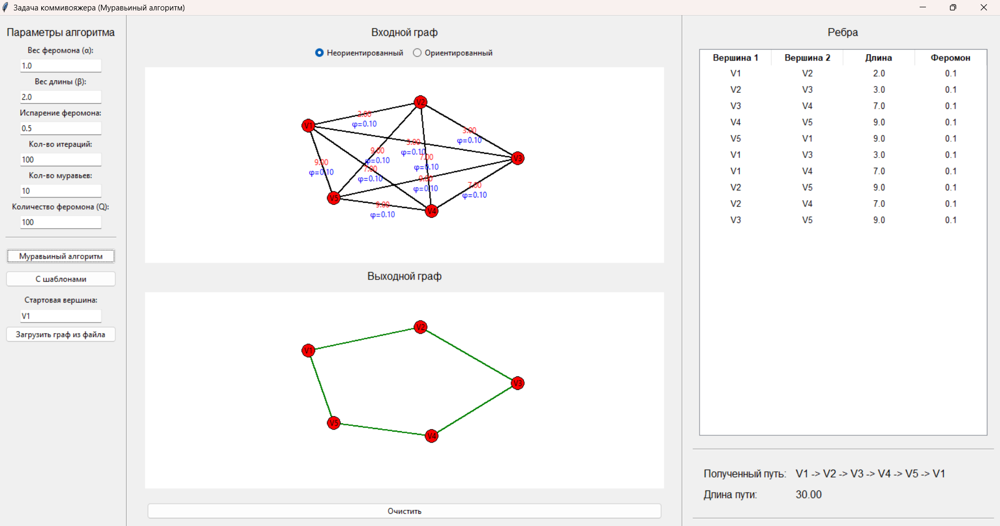 Задача коммивояжера (Муравьиный алгоритм)
Параметры алгоритма
Вес феромона (α):
1.0
Вес длины (β):
2.0
Испарение феромона:
0.5
Кол-во итераций:
100
Кол-во муравьев:
10
Количество феромона (Q):
100
Муравьиный алгоритм
С шаблонами
Стартовая вершина:
V1
Загрузить граф из файла
Входной граф
Неориентированный Ориентированный
V2
2.00
φ=0.10
V1
3.00
φ=0.10
3.00
φ=0.10
9.00
φ=0.10
7.00
φ=0.10
V3
9.00
φ=0.10
7.00
φ=0.10
9.00
φ=0.10
7.00
φ=0.10
V5
9.00
φ=0.10
V4
Выходной граф
V2
V1
V3
V5
V4
Очистить
Ребра
Вершина 1 Вершина 2 Длина Феромон
V1 V2 2.0 0.1
V2 V3 3.0 0.1
V3 V4 7.0 0.1
V4 V5 9.0 0.1
V5 V1 9.0 0.1
V1 V3 3.0 0.1
V1 V4 7.0 0.1
V2 V5 9.0 0.1
V2 V4 7.0 0.1
V3 V5 9.0 0.1
Полученный путь: V1 -> V2 -> V3 -> V4 -> V5 -> V1
Длина пути: 30.00